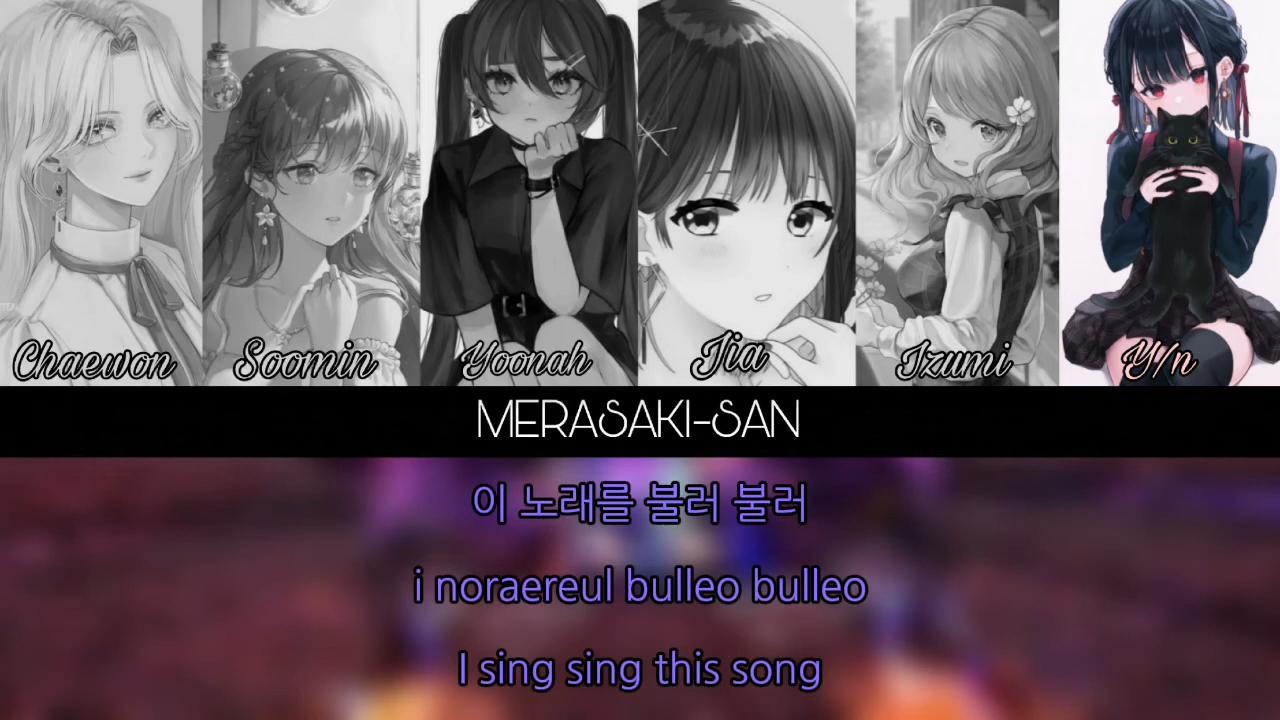 Chaewon Soomin Yoonah Jia Izumi Y/n
MERASAKI-SAN
이 노래를 불러 불러
i noraereul bulleo bulleo
I sing sing this song